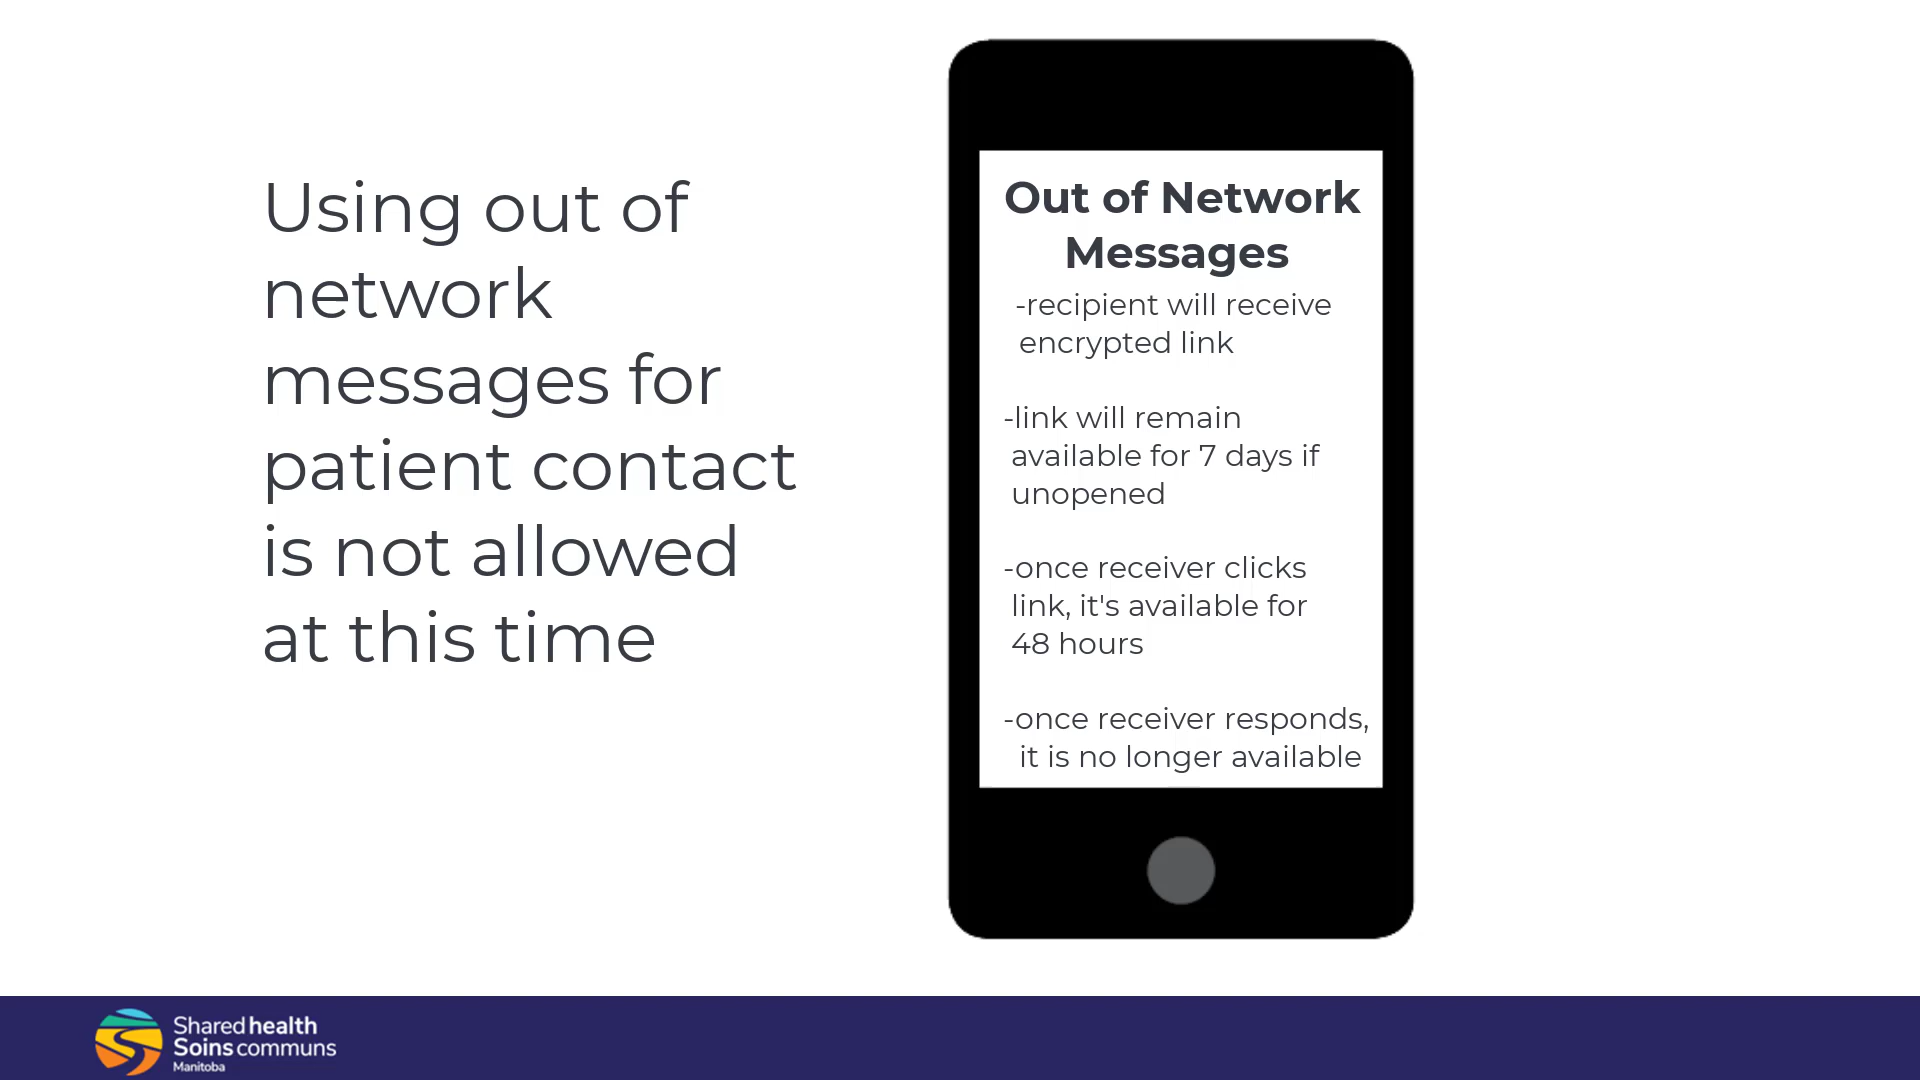 Using out of
network
messages for
patient contact
is not allowed
at this time
Out of Network
Messages
-recipient will receive
encrypted link
-link will remain
available for 7 days if
unopened
-once receiver clicks
link, it's available for
48 hours
-once receiver responds,
it is no longer available
Shared health
Soins communs
Manitoba